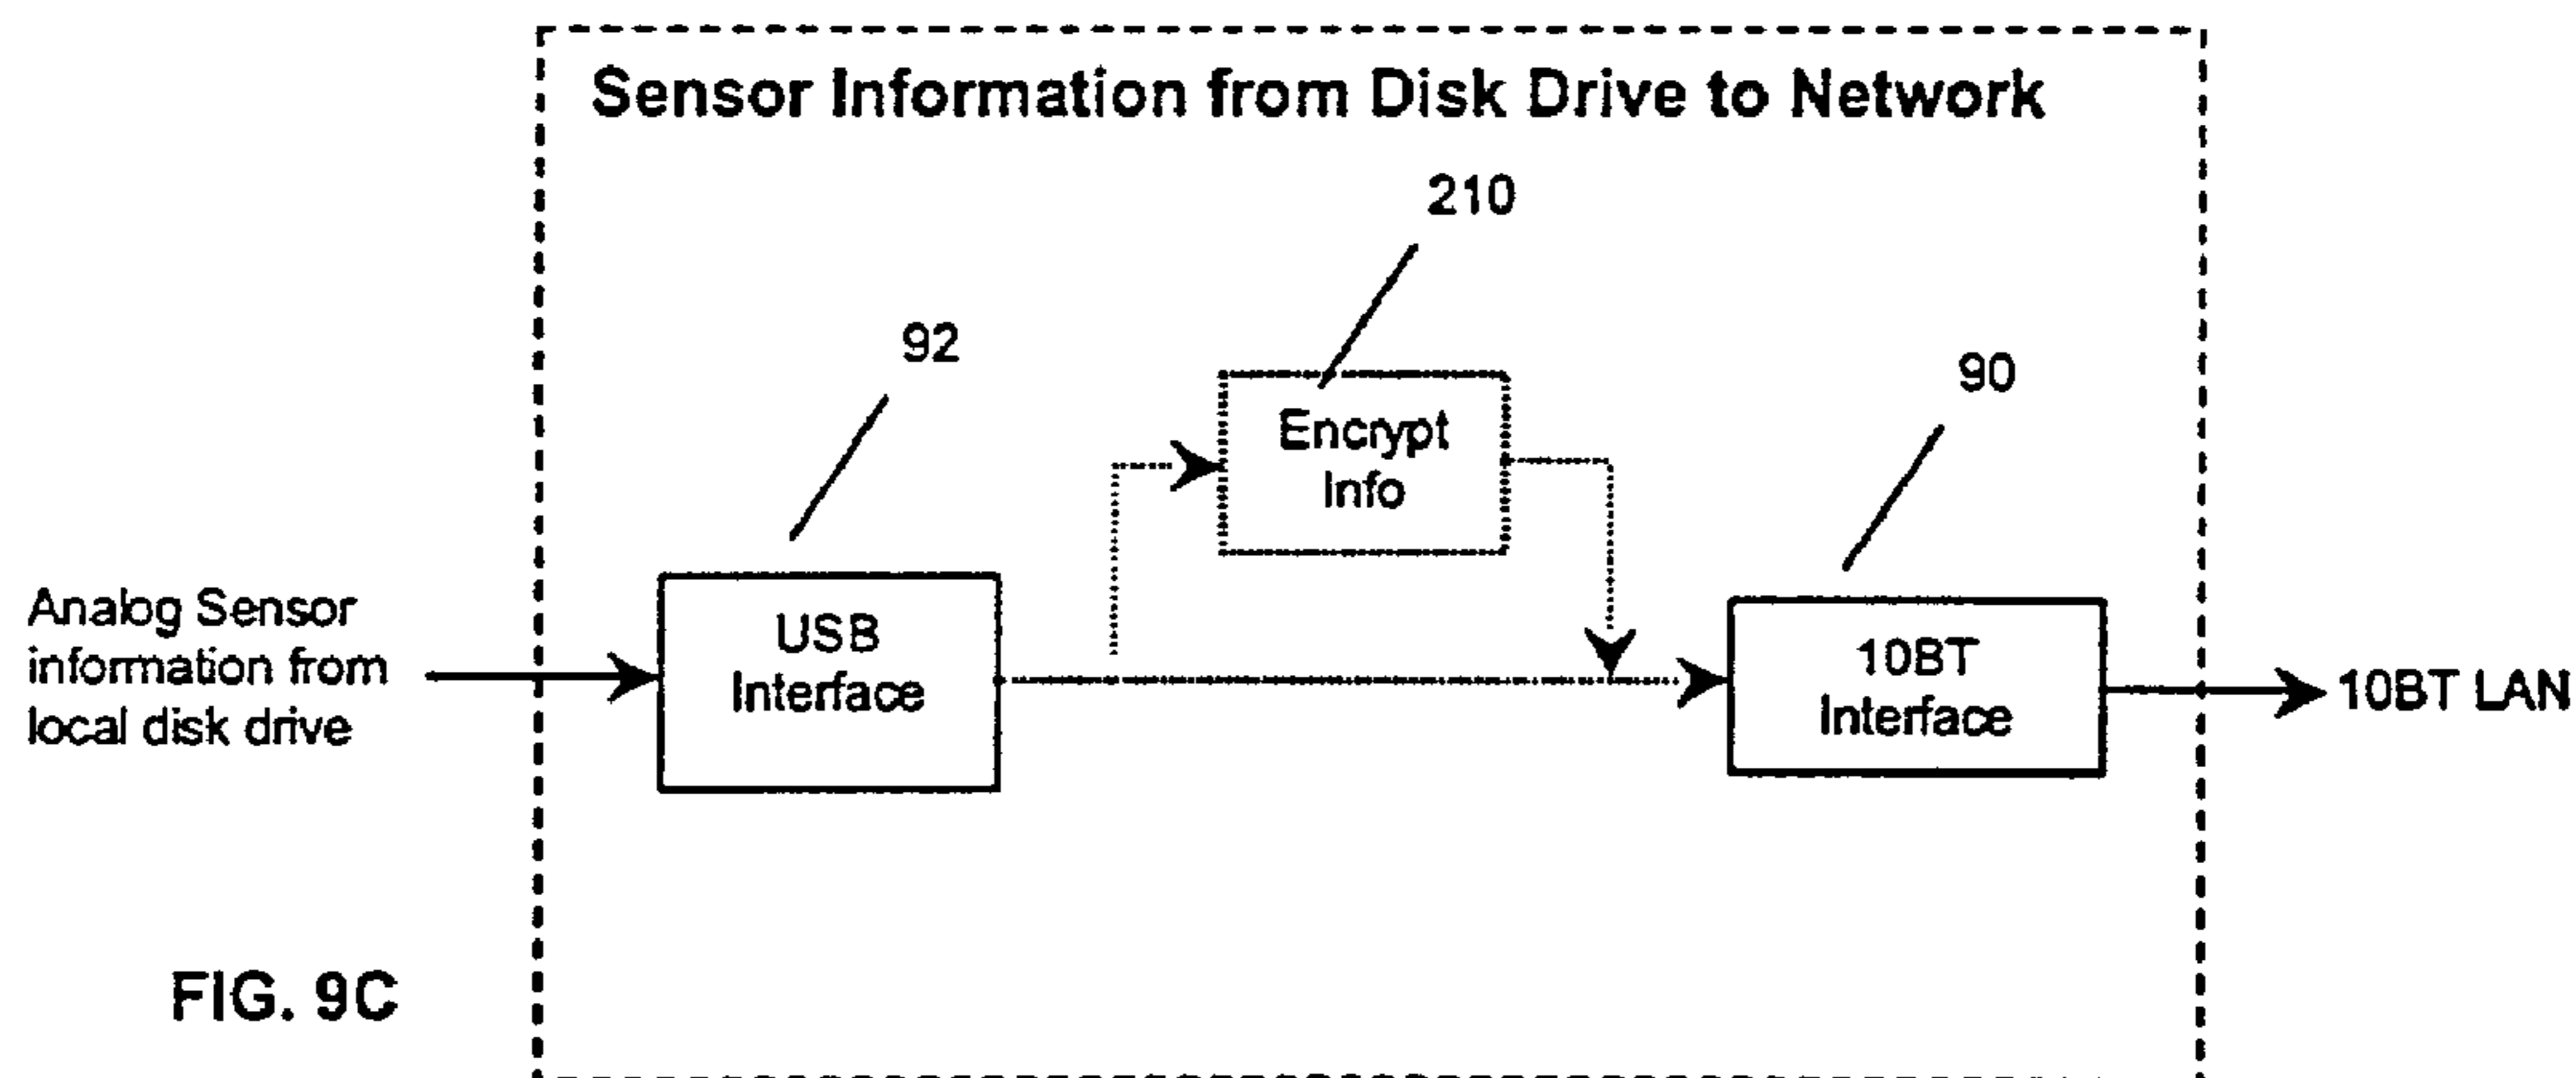 Sensor Information from Disk Drive to Network
210
92
90
Encrypt
Info
Analog Sensor
information from
local disk drive
USB
Interface
10BT
Interface
10BT LAN
FIG. 9C